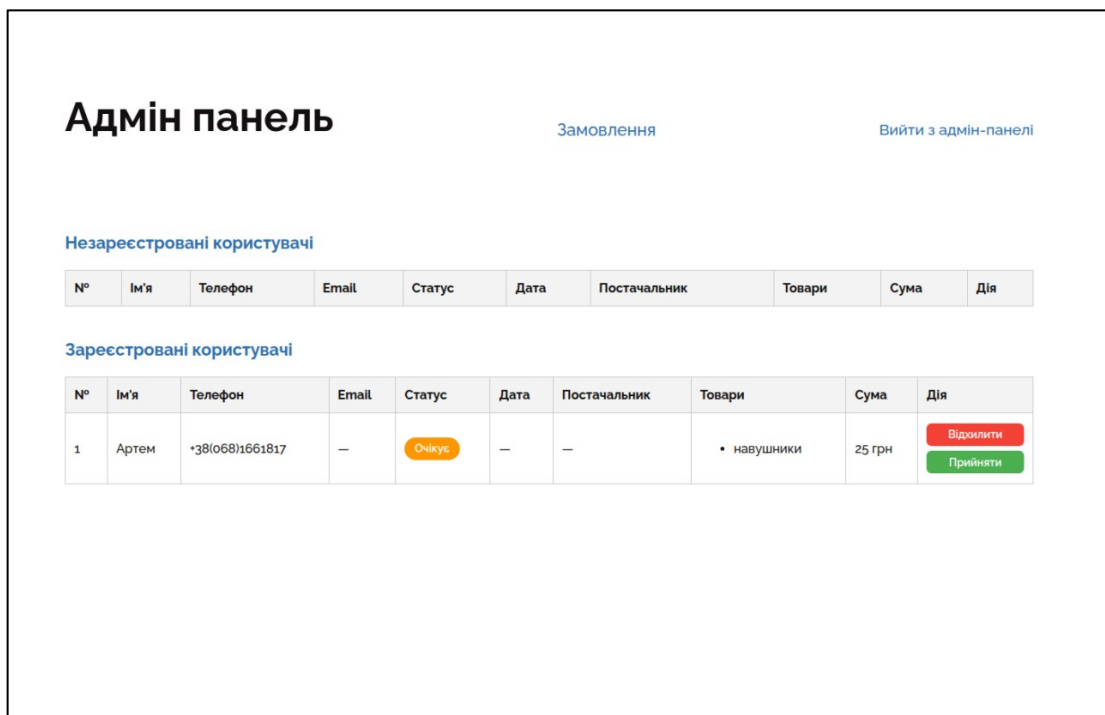 Адмін панель Замовлення Вийти з адмін-панелі
Незареєстровані користувачі
№ Ім'я Телефон Email Статус Дата Постачальник Товари Сума Дія
Зареєстровані користувачі
№ Ім'я Телефон Email Статус Дата Постачальник Товари Сума Дія
1 Артем +38(068)1661817 — Очікує — — • навушники 25 грн Відхилити
Прийняти